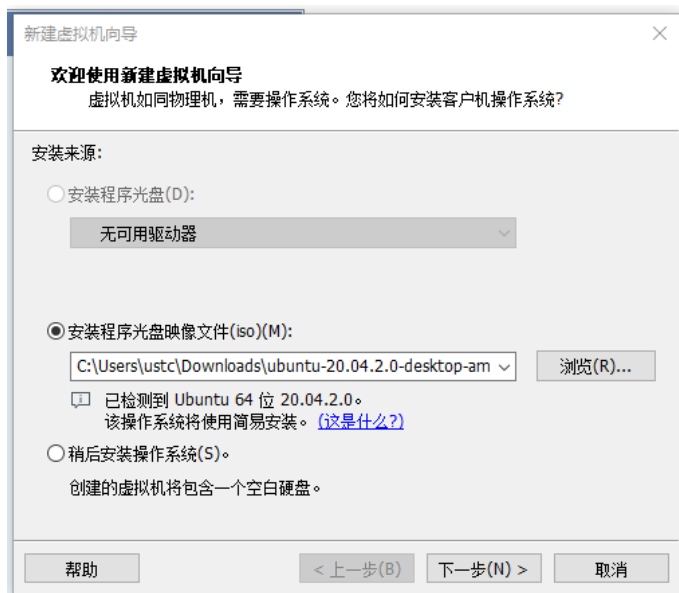 新建虚拟机向导
欢迎使用新建虚拟机向导
虚拟机如同物理机，需要操作系统。您将如何安装客户机操作系统?
安装来源:
安装程序光盘(D):
无可用驱动器
安装程序光盘映像文件(iso)(M):
C:\Users\ustc\Downloads\ubuntu-20.04.2.0-desktop-am 浏览(R)...
已检测到 Ubuntu 64 位 20.04.2.0。
该操作系统将使用简易安装。(这是什么?)
稍后安装操作系统(S)。
创建的虚拟机将包含一个空白硬盘。
帮助 < 上一步(B) 下一步(N) > 取消